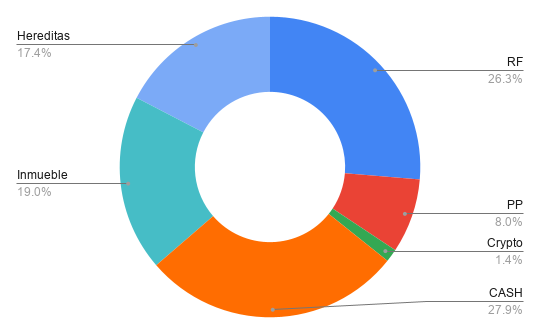 Hereditas
17.4%
RF
26.3%
Inmueble
19.0%
PP
8.0%
Crypto
1.4%
CASH
27.9%